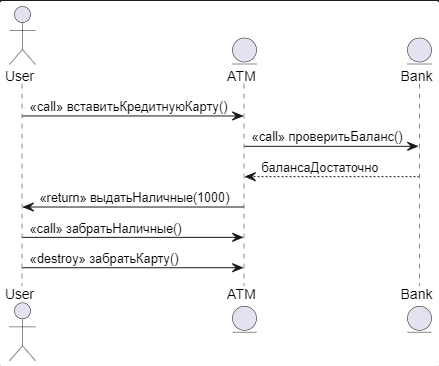 User ATM Bank
«call» вставитьКредитнуюКарту()
«call» проверитьБаланс()
балансаДостаточно
«return» выдатьНаличные(1000)
«call» забратьНаличные()
«destroy» забратьКарту()
User ATM Bank